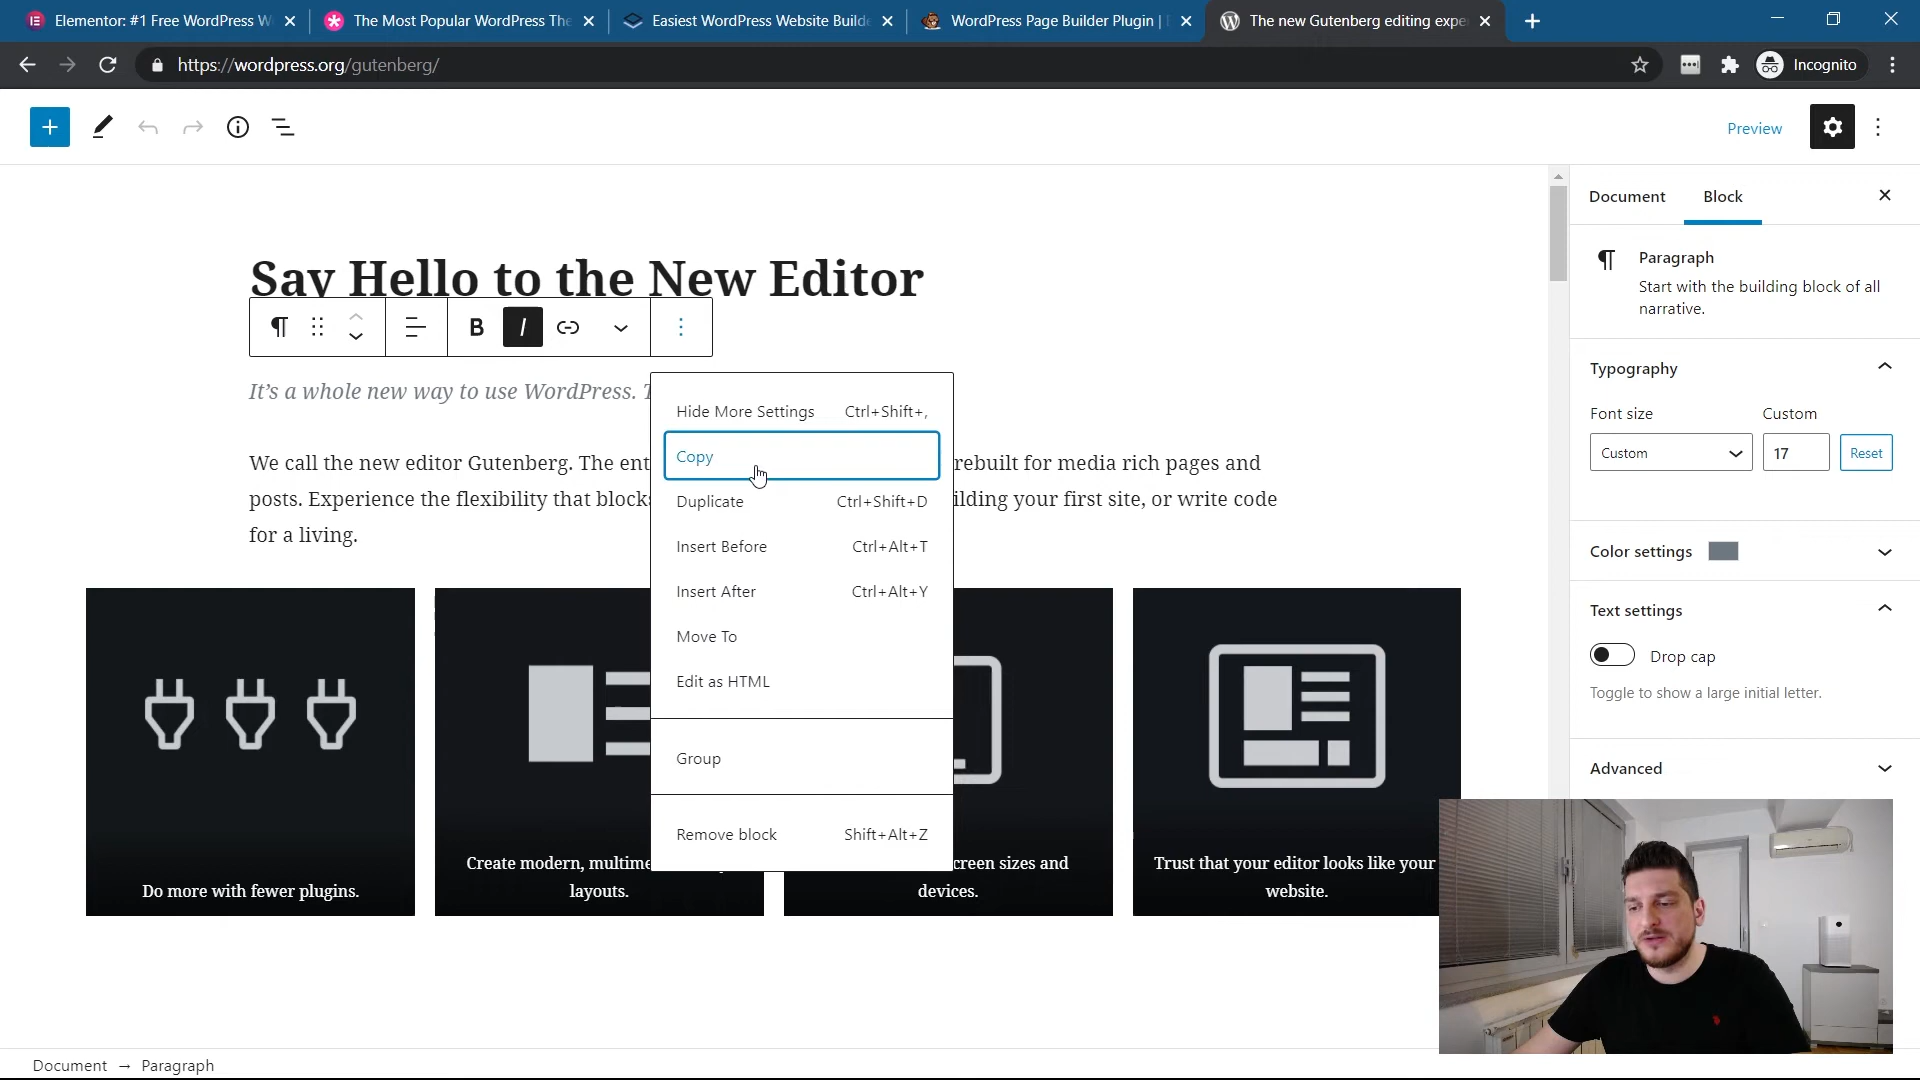 Elementor: #1 Free WordPress W
The Most Popular WordPress The
Easiest WordPress Website Builde
WordPress Page Builder Plugin |
The new Gutenberg editing expe
https://wordpress.org/gutenberg/
Incognito
Preview
Say Hello to the New Editor
B I
It's a whole new way to use WordPress. T
We call the new editor Gutenberg. The ent
rebuilt for media rich pages and
posts. Experience the flexibility that blocks
ilding your first site, or write code
for a living.
Hide More Settings Ctrl+Shift+,
Copy
Duplicate Ctrl+Shift+D
Insert Before Ctrl+Alt+T
Insert After Ctrl+Alt+Y
Move To
Edit as HTML
Group
Remove block Shift+Alt+Z
Do more with fewer plugins.
Create modern, multime
layouts.
creen sizes and
devices.
Trust that your editor looks like your
website.
Document Block
Paragraph
Start with the building block of all
narrative.
Typography
Font size Custom
Custom 17 Reset
Color settings
Text settings
Drop cap
Toggle to show a large initial letter.
Advanced
Document → Paragraph